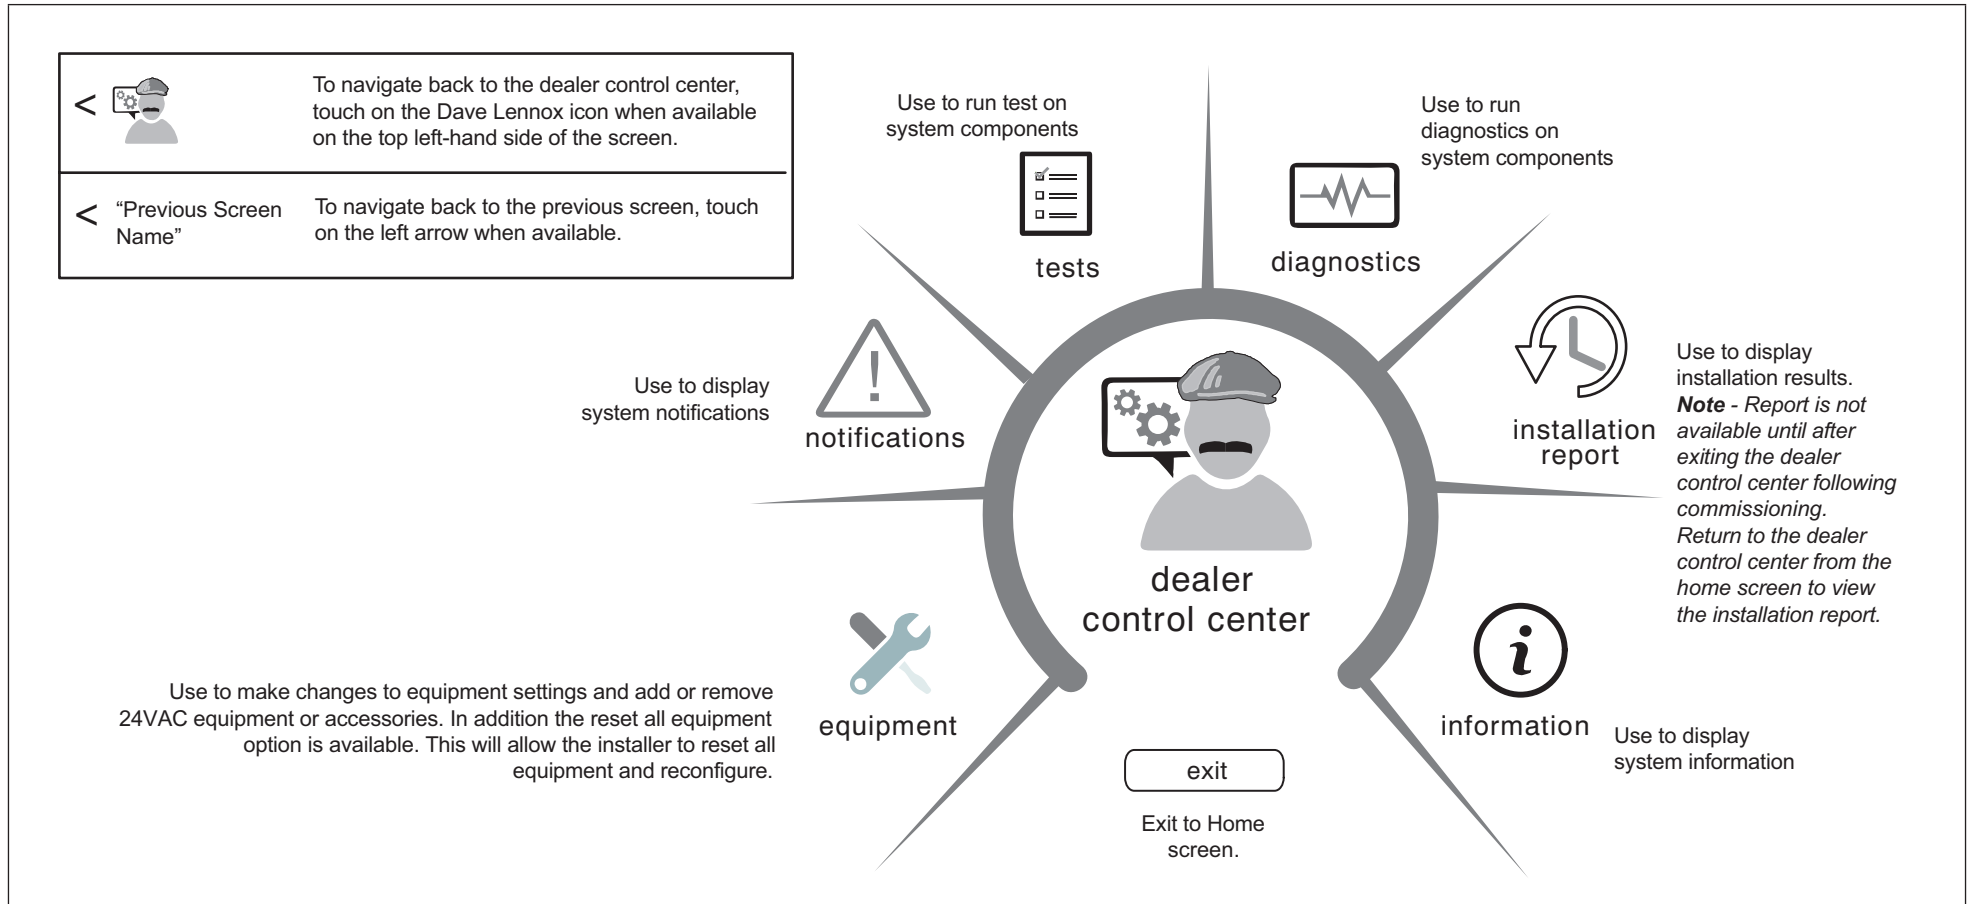 <
To navigate back to the dealer control center,
touch on the Dave Lennox icon when available
on the top left-hand side of the screen.
<
“Previous Screen
Name”
To navigate back to the previous screen, touch
on the left arrow when available.
Use to run test on
system components
tests
Use to run
diagnostics on
system components
diagnostics
Use to display
system notifications
!
notifications
installation
report
Use to display
installation results.
Note - Report is not
available until after
exiting the dealer
control center following
commissioning.
Return to the dealer
control center from the
home screen to view
the installation report.
dealer
control center
Use to make changes to equipment settings and add or remove
24VAC equipment or accessories. In addition the reset all equipment
option is available. This will allow the installer to reset all
equipment and reconfigure.
equipment
i
information
Use to display
system information
exit
Exit to Home
screen.